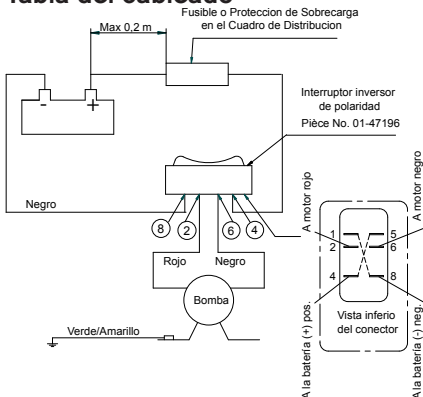 Tabla del cableado
Fusible o Proteccion de Sobrecarga
en el Cuadro de Distribucion
Max 0,2 m
Interruptor inversor
de polaridad
Pièce No. 01-47196
- +
Negro
8 2 6 4
Rojo Negro
Bomba
Verde/Amarillo
A motor rojo
A motor negro
1 5
2 6
4 8
Vista inferio
del conector
A la batería (+) pos.
A la batería (-) neg.